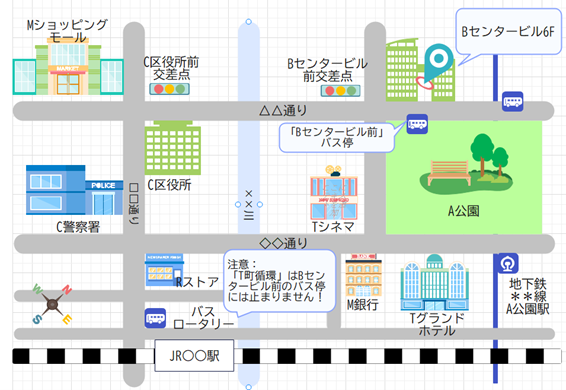 Mショッピング
モール
C区役所前
交差点
Bセンタービル
前交差点
Bセンタービル6F
△△通り
「Bセンタービル前」
バス停
C区役所
POLICE
C警察署
□□通り
××川
Tシネマ
A公園
◇◇通り
Rストア
注意：
「T町循環」はBセ
ンタービル前のバス停
には止まりません！
M銀行
Tグランド
ホテル
地下鉄
＊＊線
A公園駅
N
W
E
S
バス
ロータリー
JR〇〇駅